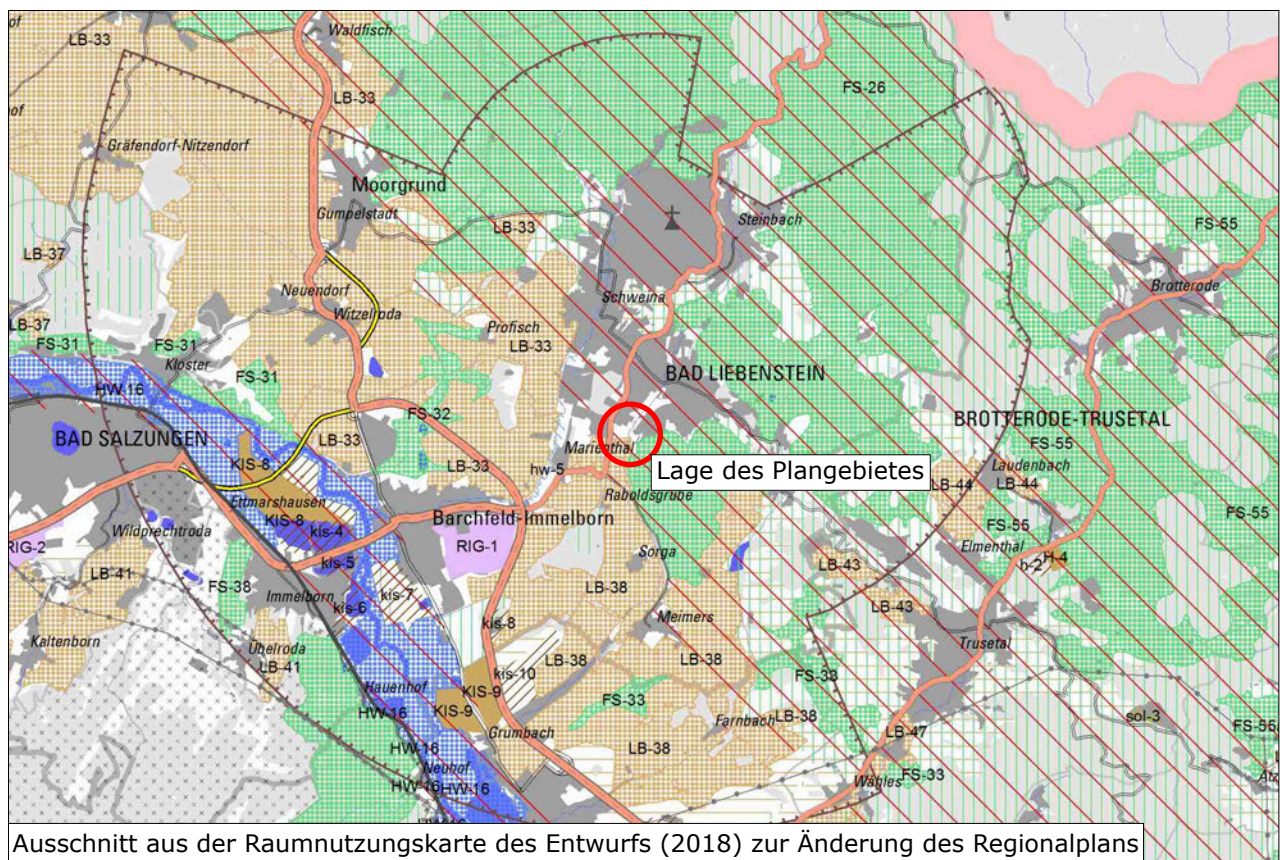 of
LB-33
Waldfisch
of
LB-33
FS-26
Gräfendorf-Nitzendorf
Moorgrund
Gumpelstadt
Steinbach
LB-33
FS-55
LB-37
Neuendorf
Schweina
Brotterode
Witzelroda
Profisch
LB-37
LB-33
FS-31
FS-31
Kloster
FS-31
BAD LIEBENSTEIN
HW-16
FS-32
BROTTERODE-TRUSETAL
BAD SALZUNGEN
LB-33
Marienthal
FS-55
KIS-8
LB-33
hw-5
Lage des Plangebietes
Laudenbach
LB-44
LB-44
Ettmarshausen
Raboldsgrube
KIS-8
kis-4
Barchfeld-Immelborn
FS-55
FS-55
Wildprechtroda
RIG-2
kis-5
RIG-1
Sorga
Elmenthal
H-4
h-2
LB-41
FS-38
kis-7
LB-38
LB-43
Immelborn
kis-6
LB-43
Meimers
kis-8
Kaltenborn
Übelroda
Trusetal
LB-41
kis-10
LB-38
LB-38
FS-33
Hauenhof
KIS-9
FS-33
HW-16
KIS-9
Farnbach
LB-38
sol-3
Grumbach
LB-47
FS-55
HW-16
LB-38
Neuhof
Wahles
FS-33
HW-16
HW-16
Ausschnitt aus der Raumnutzungskarte des Entwurfs (2018) zur Änderung des Regionalplans